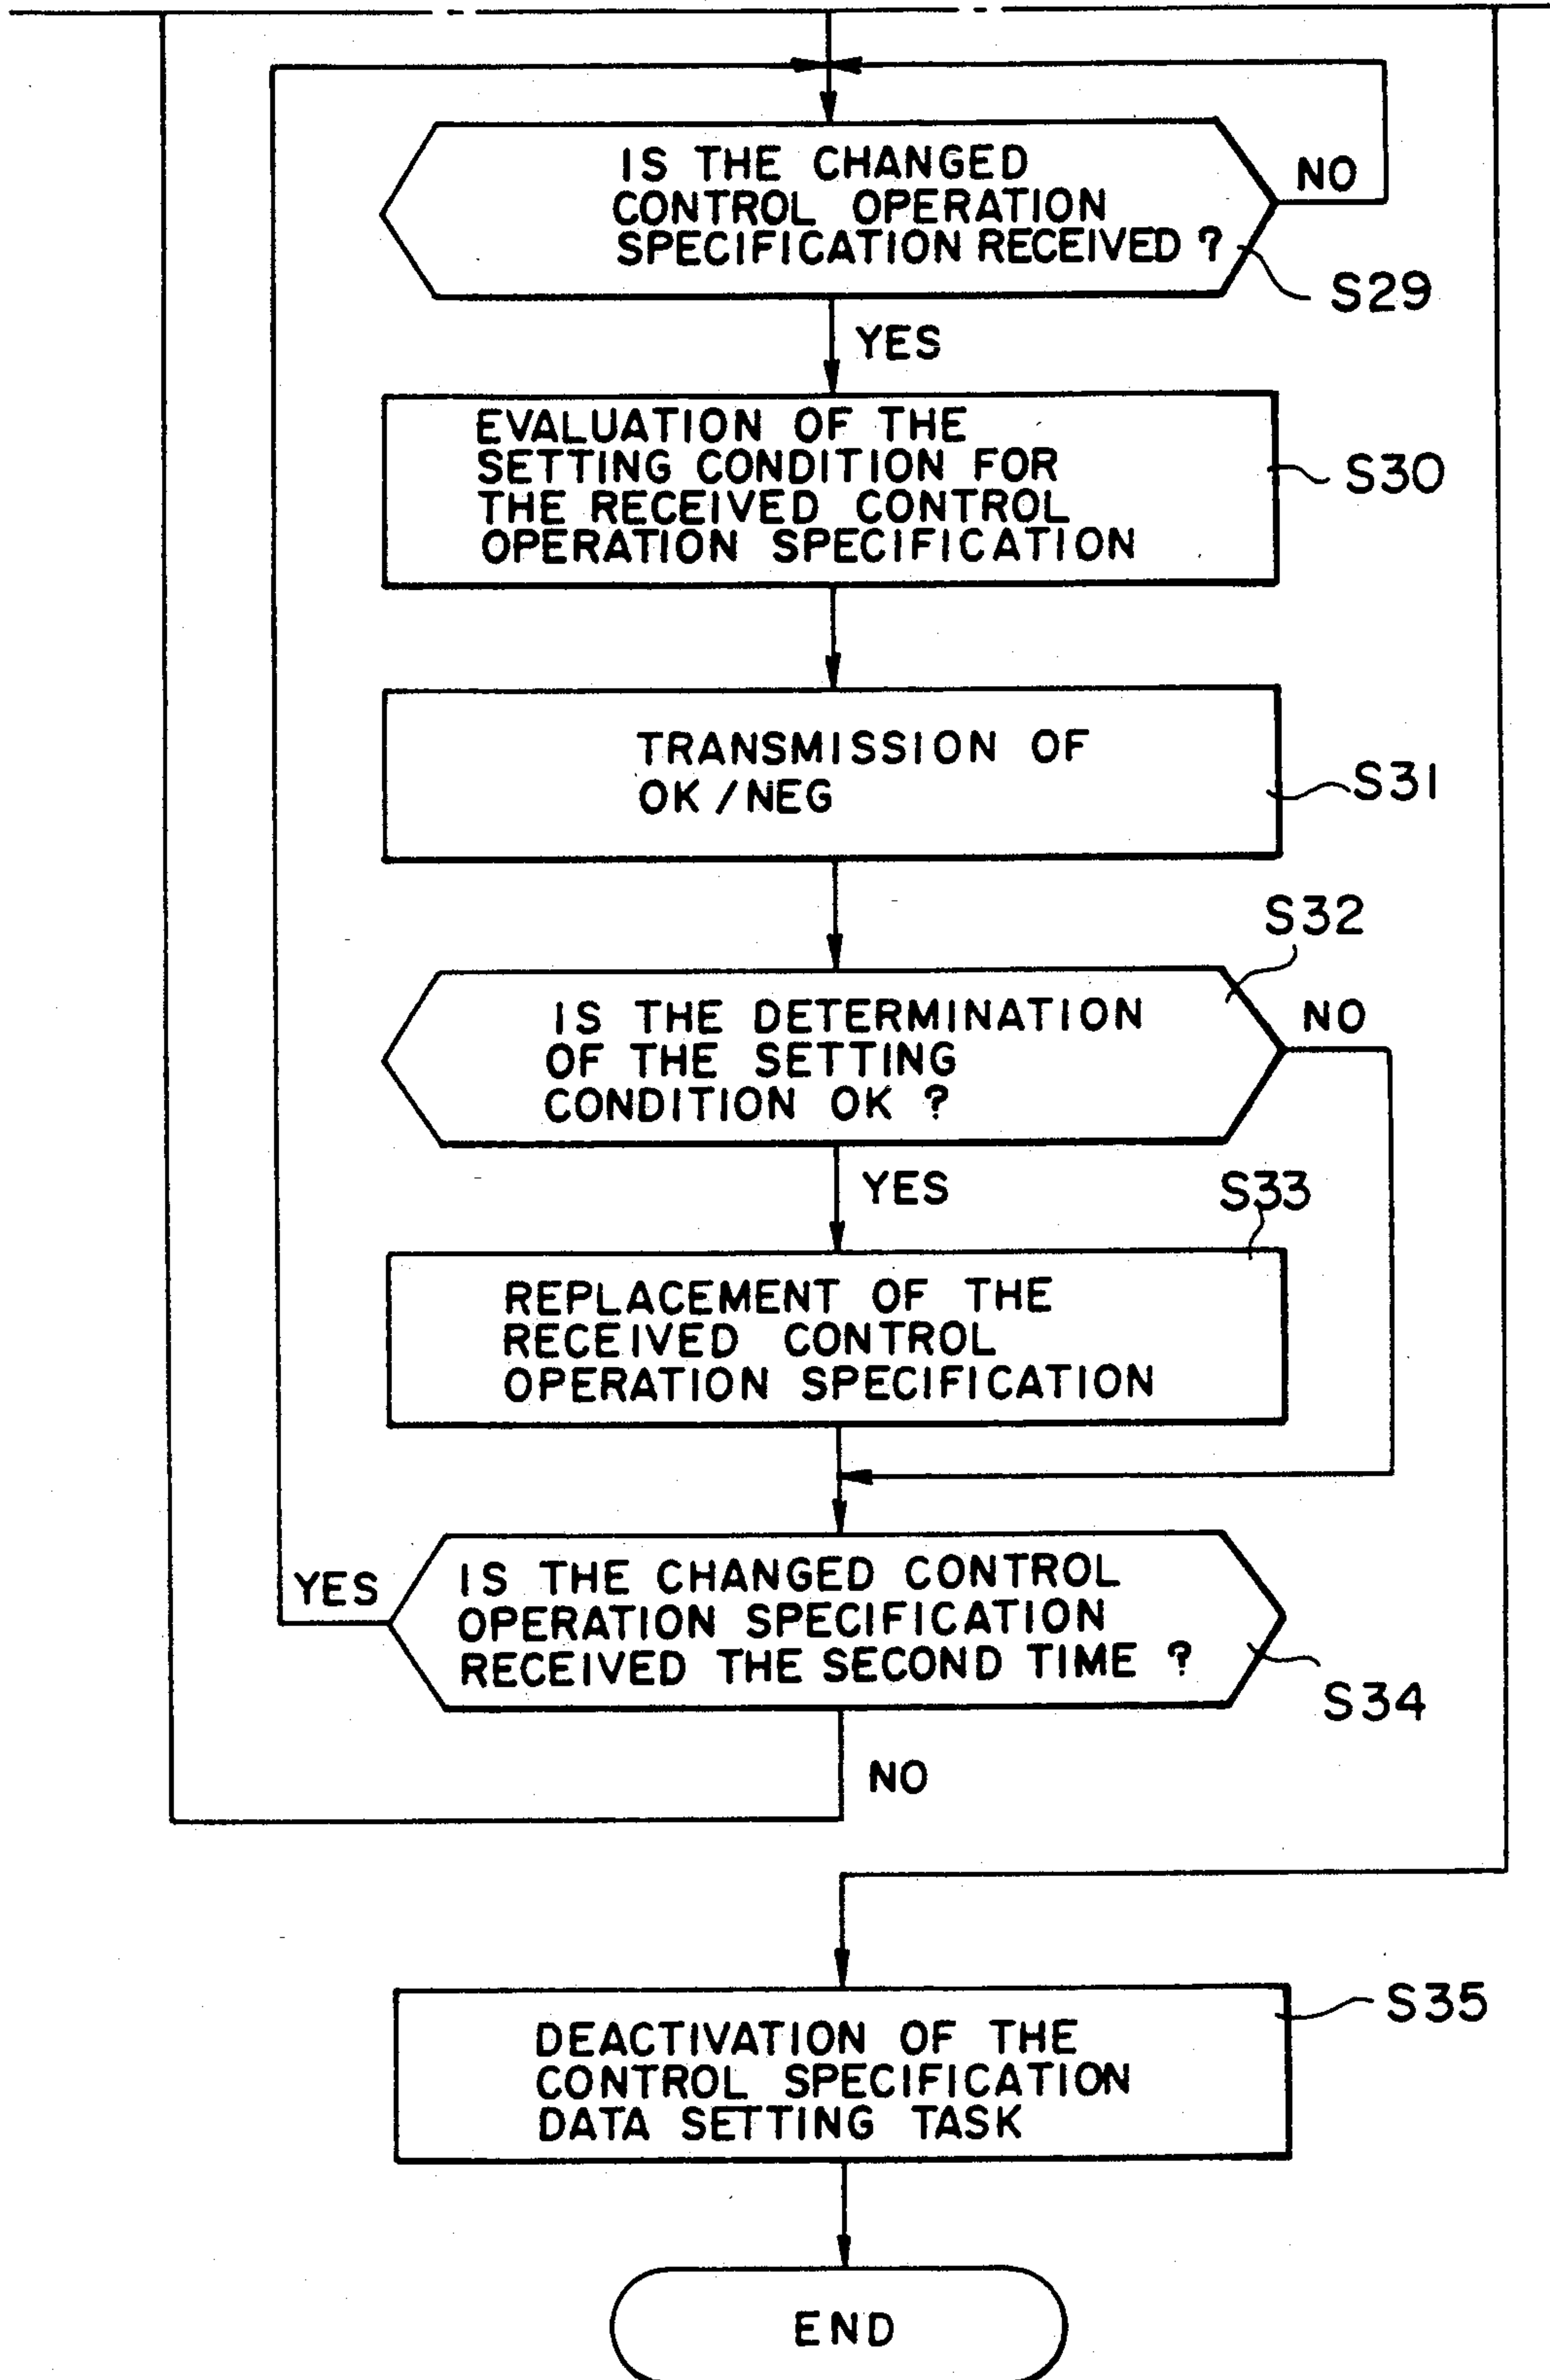 IS THE CHANGED
CONTROL OPERATION
SPECIFICATION RECEIVED ?
NO
S29
YES
EVALUATION OF THE
SETTING CONDITION FOR
THE RECEIVED CONTROL
OPERATION SPECIFICATION
S30
TRANSMISSION OF
OK / NEG
S31
S32
IS THE DETERMINATION
OF THE SETTING
CONDITION OK ?
NO
YES
S33
REPLACEMENT OF THE
RECEIVED CONTROL
OPERATION SPECIFICATION
YES
IS THE CHANGED CONTROL
OPERATION SPECIFICATION
RECEIVED THE SECOND TIME ?
S34
NO
S35
DEACTIVATION OF THE
CONTROL SPECIFICATION
DATA SETTING TASK
END